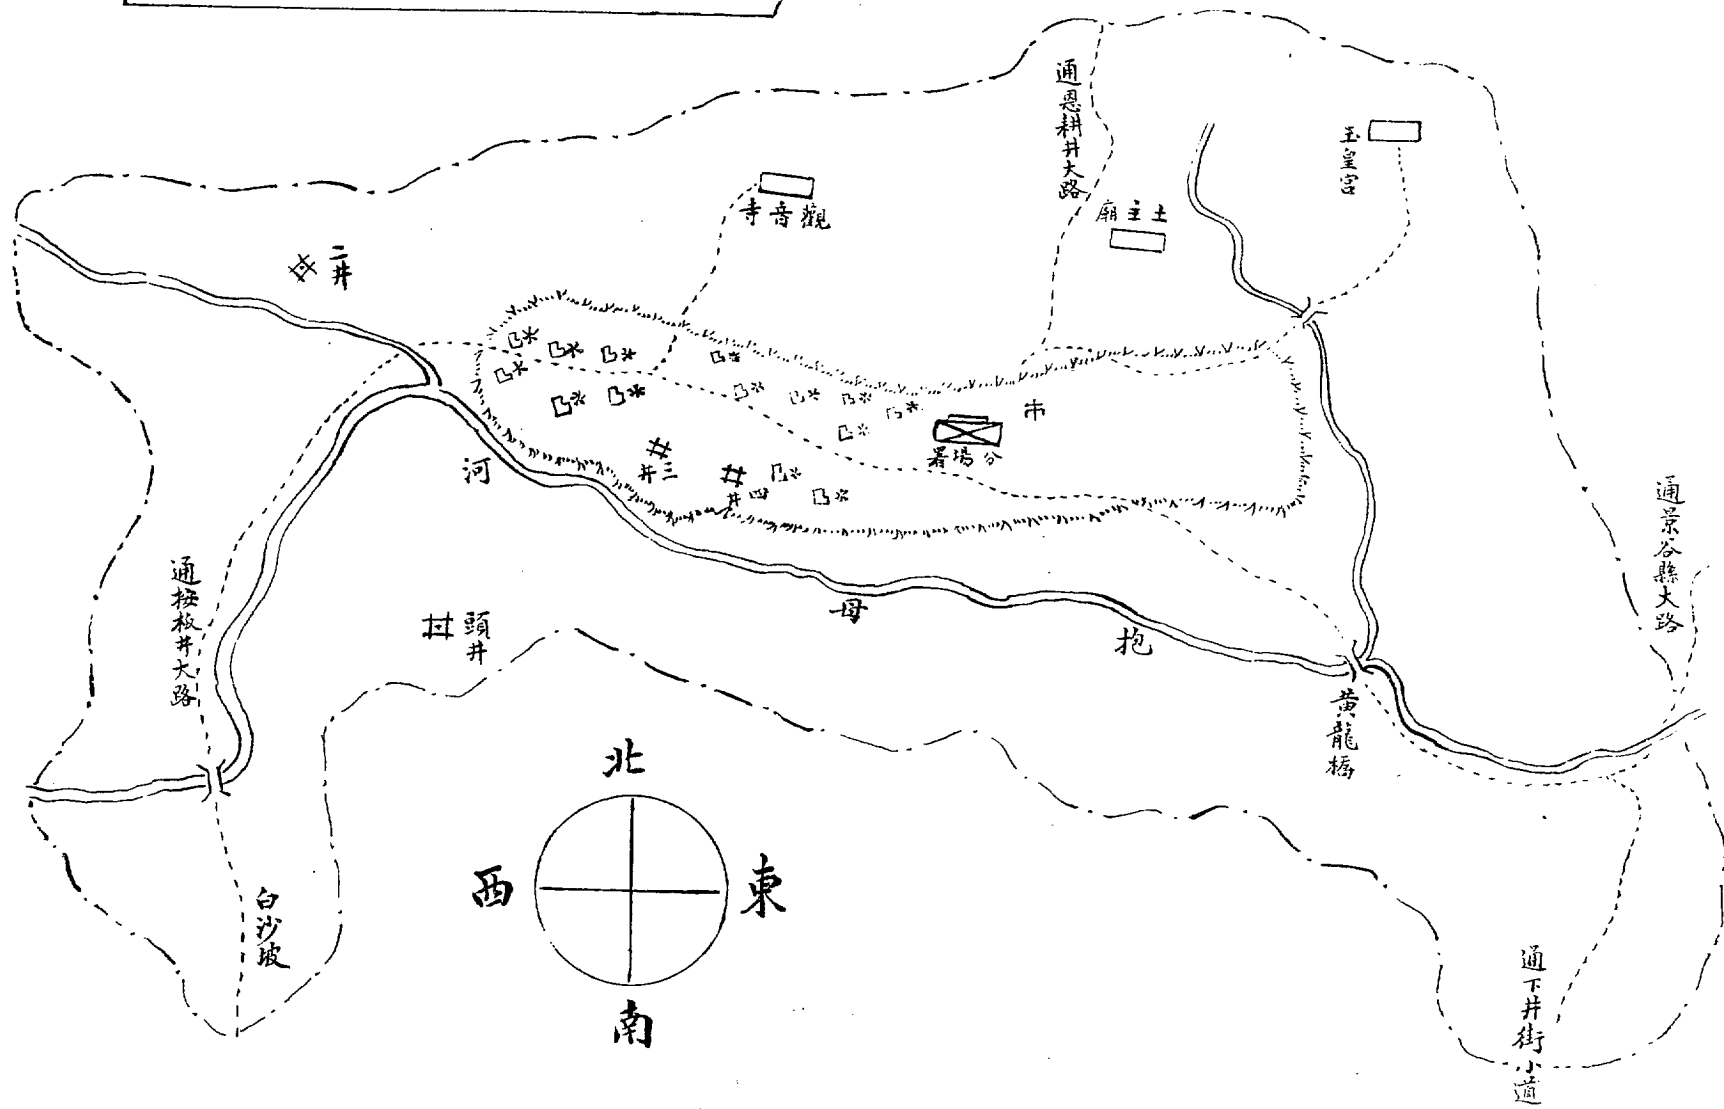 通恩耕井大路
玉皇宮
土主廟
觀音寺
二井
市
分場署
三井
四井
河
母
抱
通景谷縣大路
通按板井大路
頭井
黃龍橋
北
西
東
南
白沙坡
通下井街小道